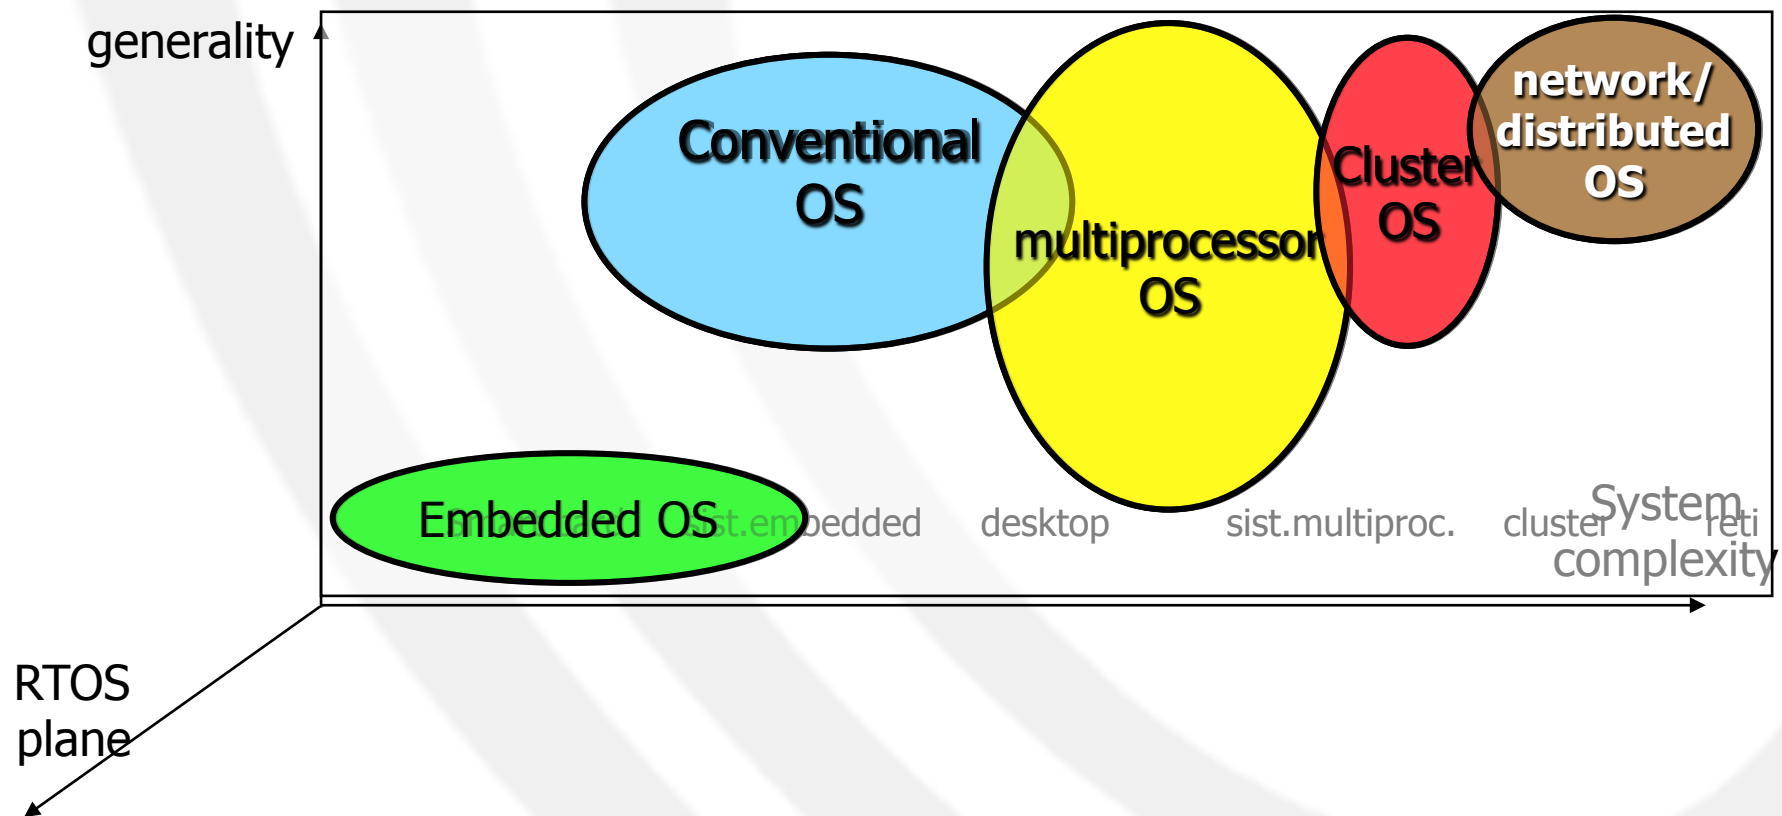 generality
Conventional
OS
multiprocessor
OS
Cluster
OS
network/
distributed
OS
Embedded OS
sist.embedded
desktop
sist.multiproc.
cluster
reti
System
complexity
RTOS
plane